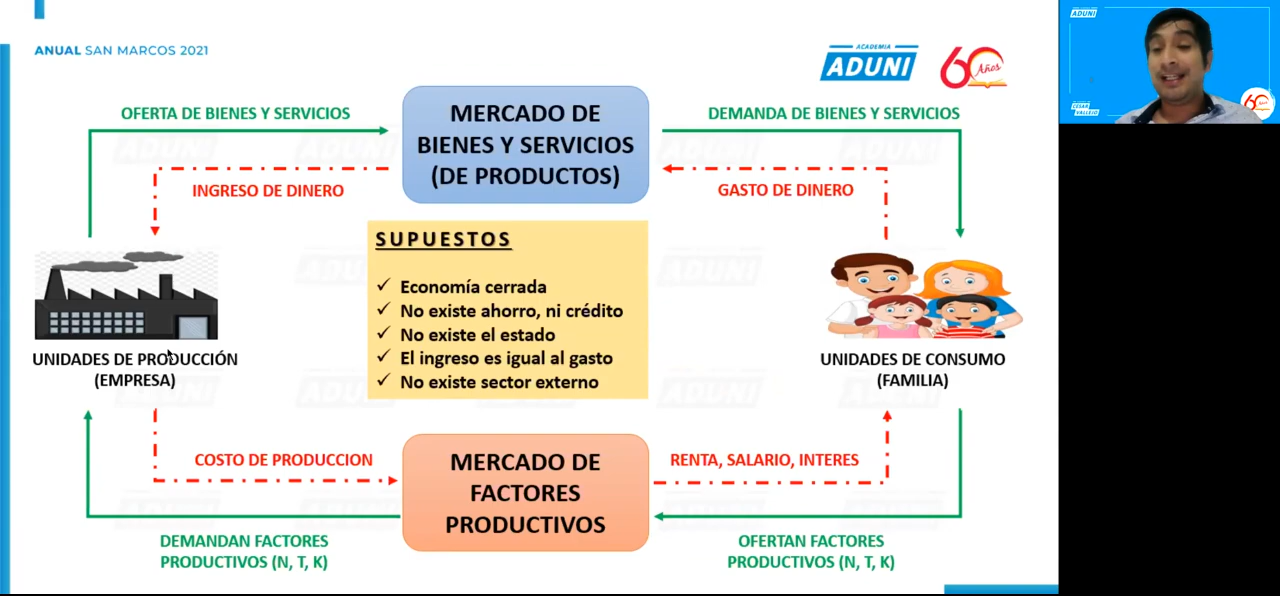 ANUAL SAN MARCOS 2021
ACADEMIA
ADUNI
60 Años
ADUNI
CÉSAR
VALLEJO
60
OFERTA DE BIENES Y SERVICIOS
MERCADO DE
BIENES Y SERVICIOS
(DE PRODUCTOS)
DEMANDA DE BIENES Y SERVICIOS
INGRESO DE DINERO
GASTO DE DINERO
SUPUESTOS
✓ Economía cerrada
✓ No existe ahorro, ni crédito
✓ No existe el estado
✓ El ingreso es igual al gasto
✓ No existe sector externo
UNIDADES DE PRODUCCIÓN
(EMPRESA)
UNIDADES DE CONSUMO
(FAMILIA)
COSTO DE PRODUCCION
MERCADO DE
FACTORES
PRODUCTIVOS
RENTA, SALARIO, INTERES
DEMANDAN FACTORES
PRODUCTIVOS (N, T, K)
OFERTAN FACTORES
PRODUCTIVOS (N, T, K)